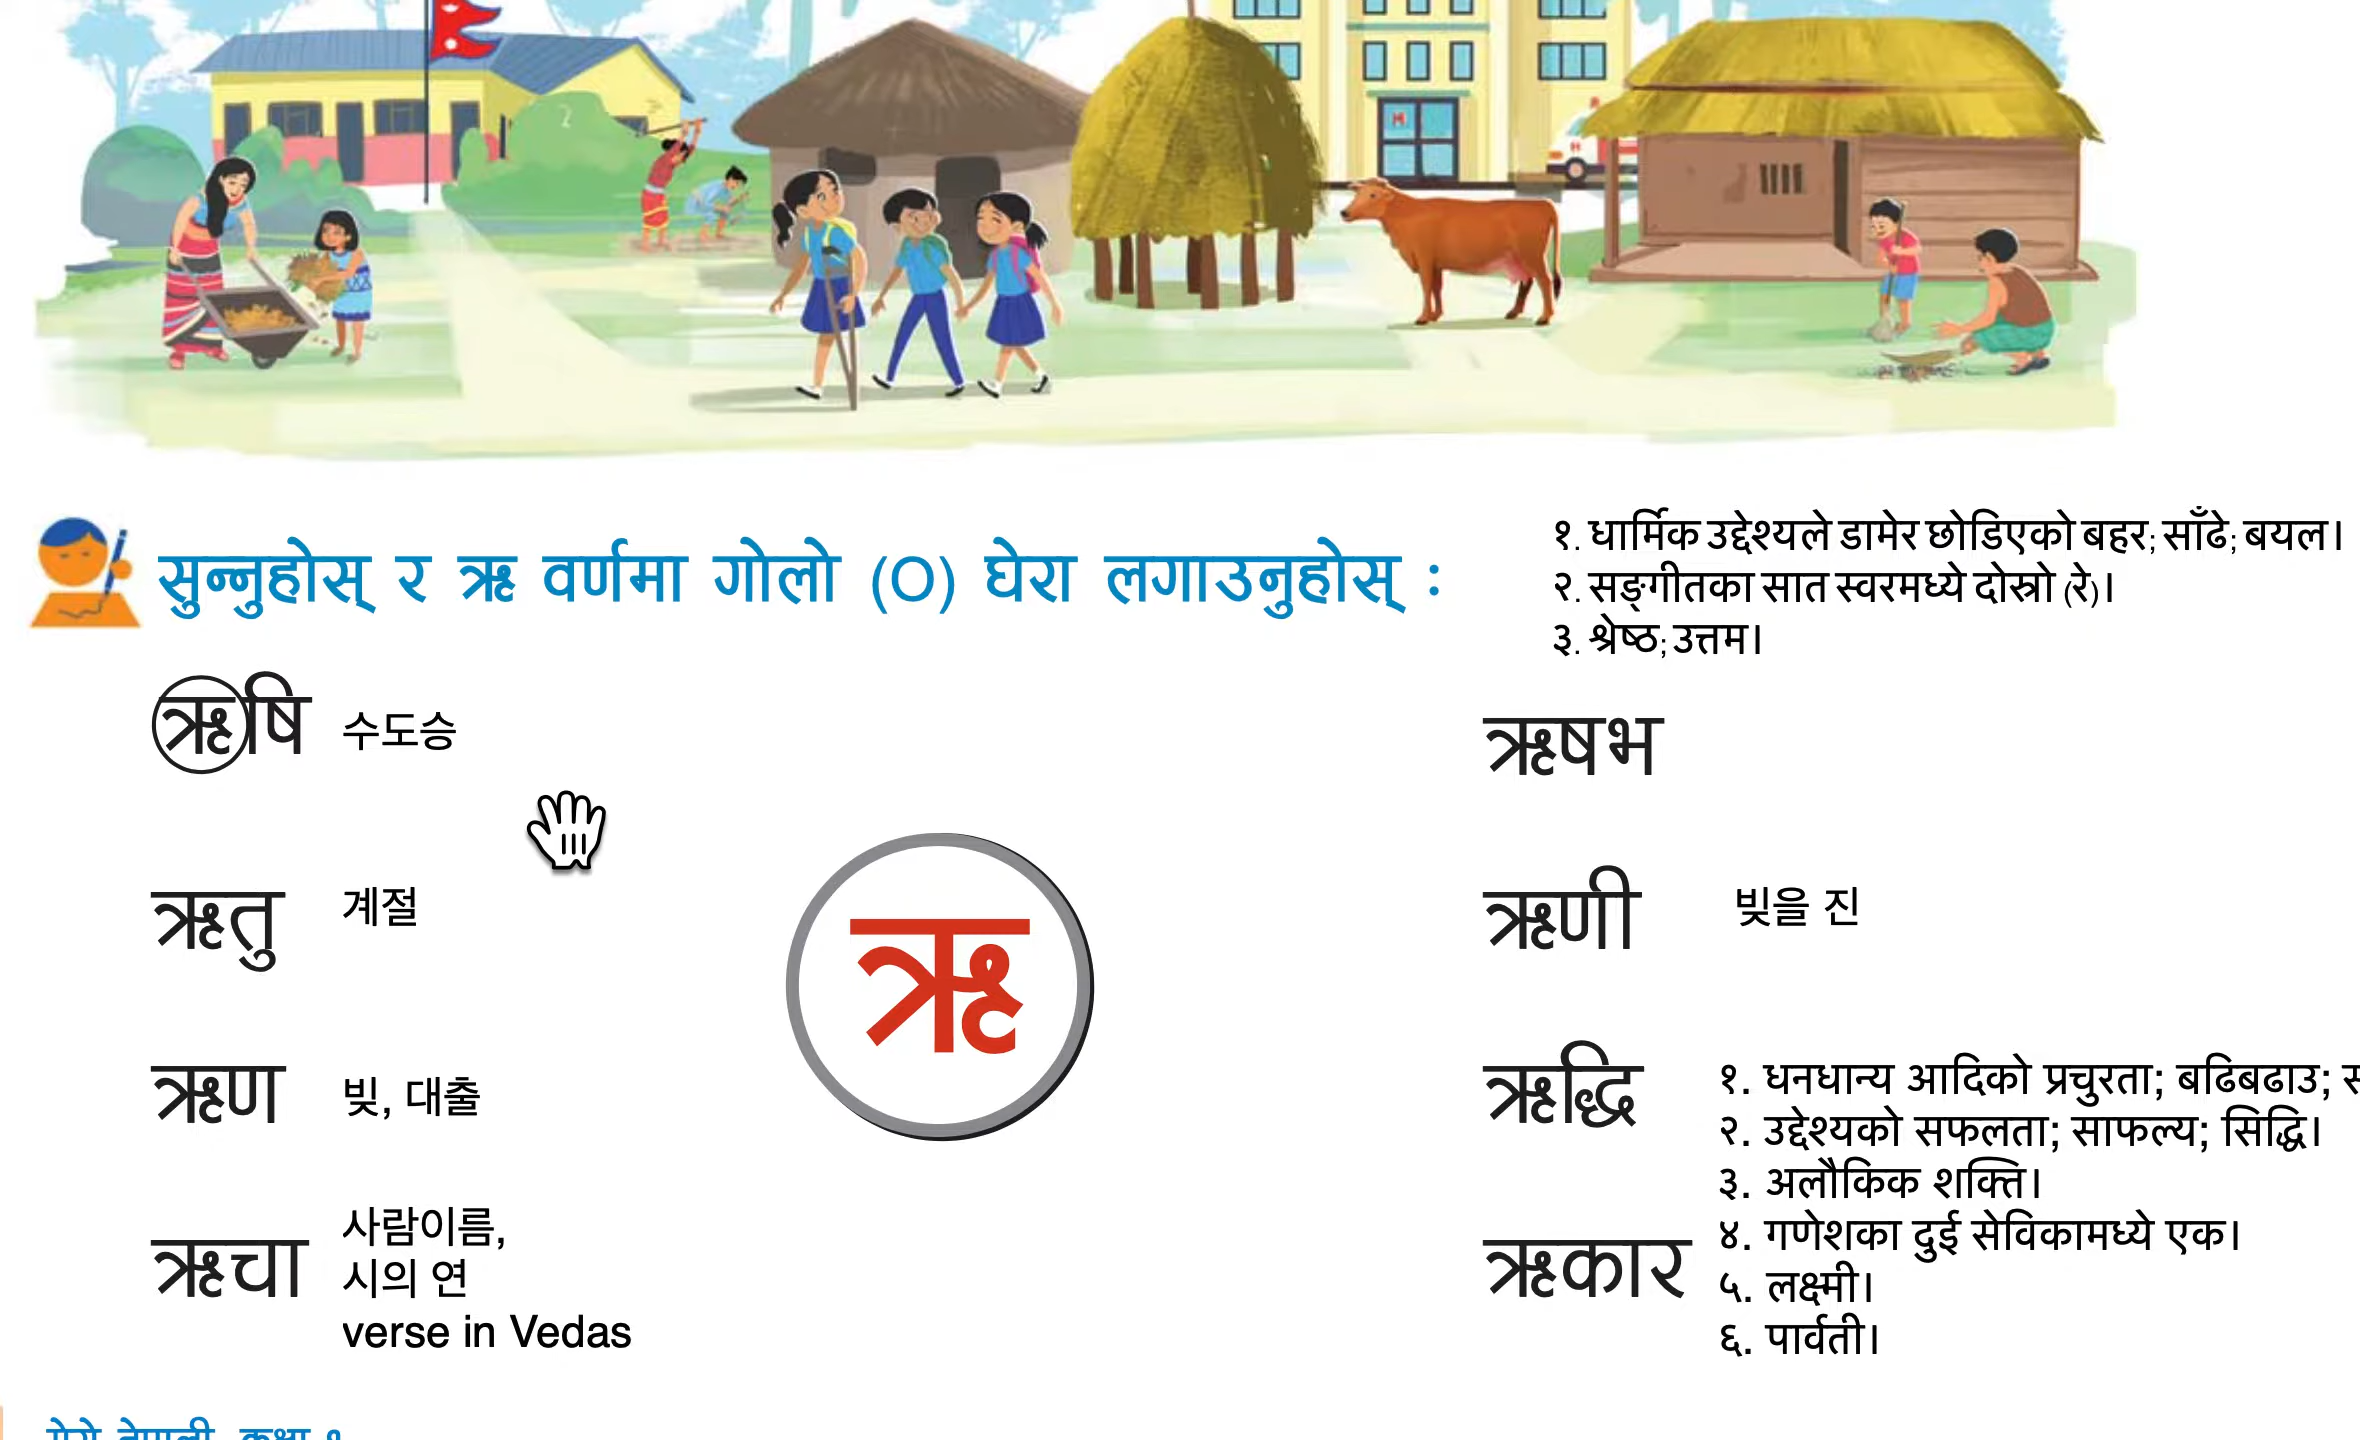 सुन्नुहोस् र ऋ वर्णमा गोलो (O) घेरा लगाउनुहोस् :
१. धार्मिक उद्देश्यले डामेर छोडिएको बहर; साँढे; बयल।
२. सङ्गीतका सात स्वरमध्ये दोस्रो (रे)।
३. श्रेष्ठ; उत्तम।
ऋषि 수도승
ऋतु 계절
ऋण 빚, 대출
ऋचा 사람이름,
시의 연
verse in Vedas
ऋ
ऋषभ
ऋणी 빚을 진
ऋद्धि
१. धनधान्य आदिको प्रचुरता; बढिबढाउ;
२. उद्देश्यको सफलता; साफल्य; सिद्धि।
३. अलौकिक शक्ति।
४. गणेशका दुई सेविकामध्ये एक।
५. लक्ष्मी।
६. पार्वती।
ऋकार